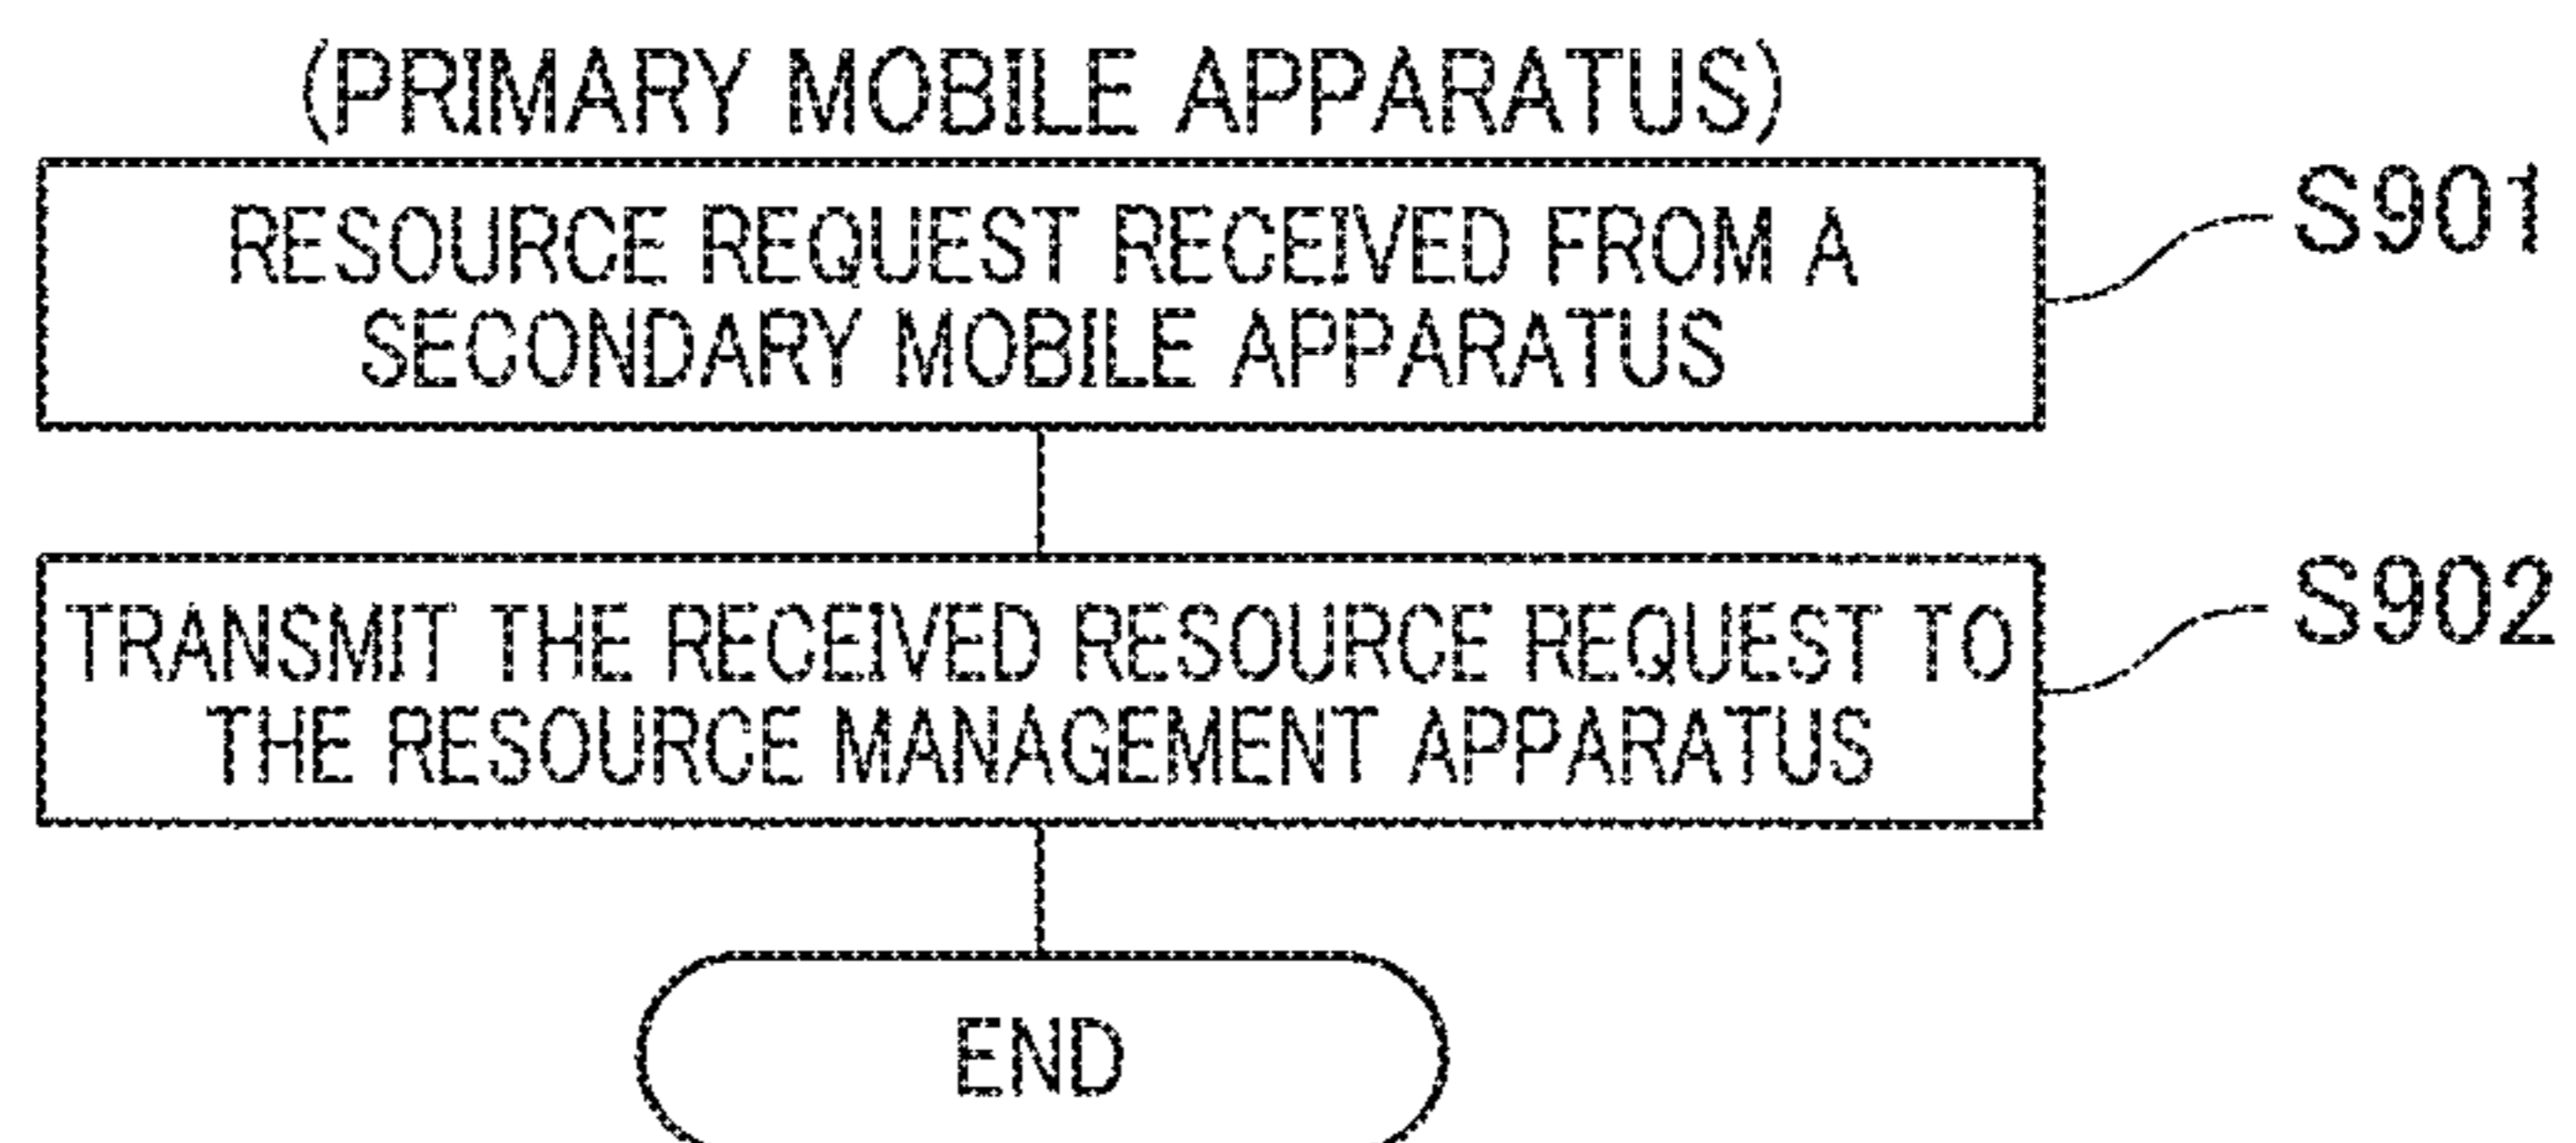 (PRIMARY MOBILE APPARATUS)
RESOURCE REQUEST RECEIVED FROM A
SECONDARY MOBILE APPARATUS
S901
TRANSMIT THE RECEIVED RESOURCE REQUEST TO
THE RESOURCE MANAGEMENT APPARATUS
S902
END